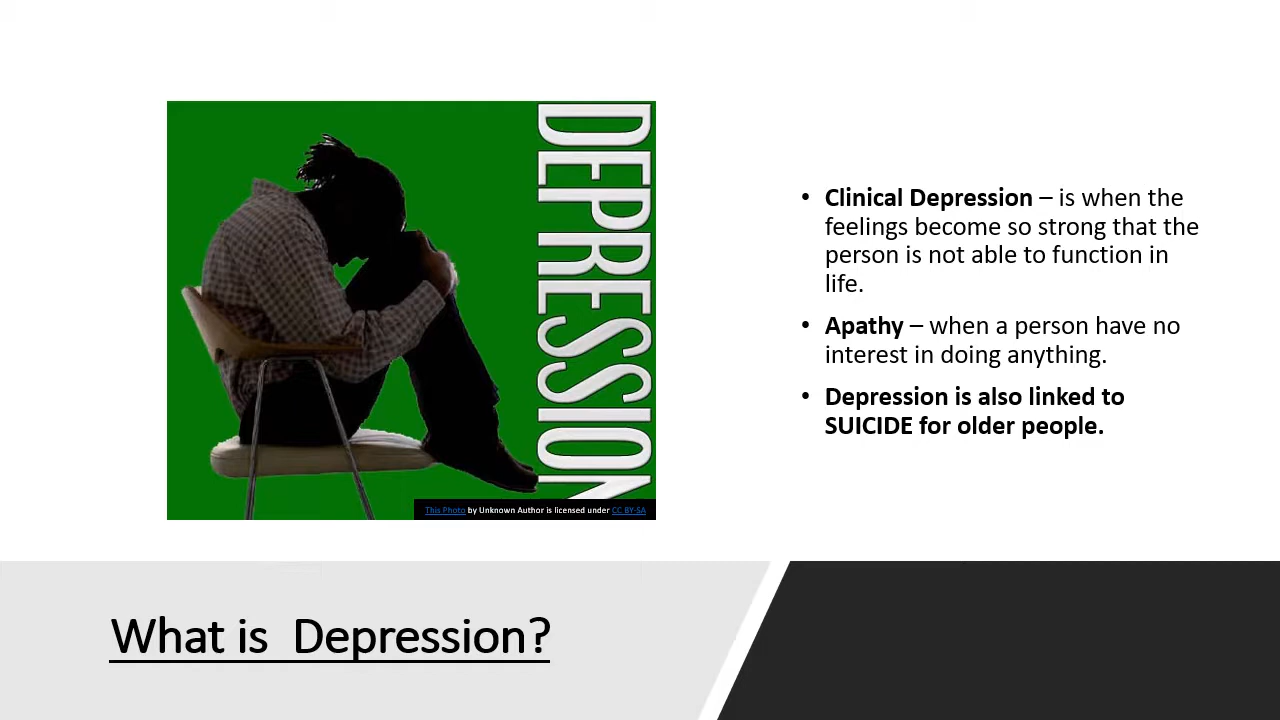 DEPRESSION
This Photo by Unknown Author is licensed under CC BY-SA
• Clinical Depression – is when the
feelings become so strong that the
person is not able to function in
life.
• Apathy – when a person have no
interest in doing anything.
• Depression is also linked to
SUICIDE for older people.
What is  Depression?